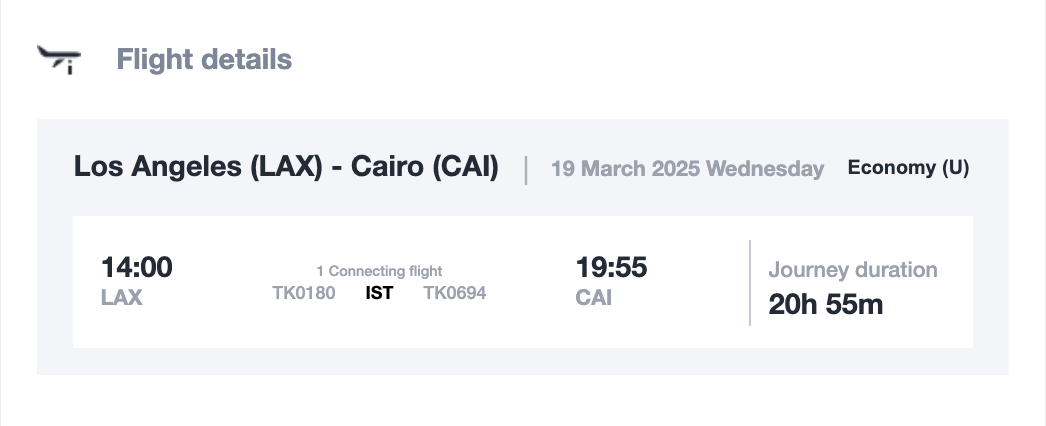 Flight details
Los Angeles (LAX) - Cairo (CAI) | 19 March 2025 Wednesday Economy (U)
14:00
LAX
1 Connecting flight
TK0180 IST TK0694
19:55
CAI
Journey duration
20h 55m